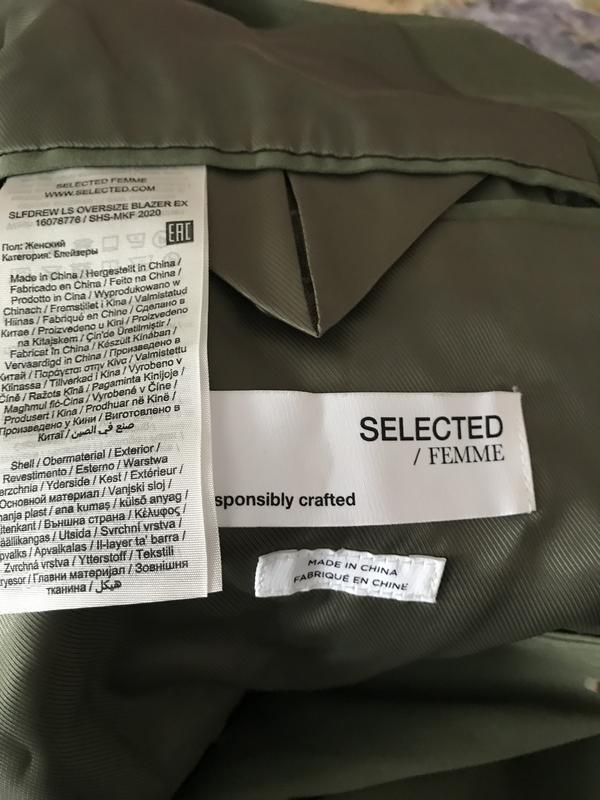 SELECTED FEMME
WWW.SELECTED.COM
SLFDREW LS OVERSIZE BLAZER EX
16078776 / SHS-MKF 2020
EAC
Пол: Женский
Категория: блейзеры
Made in China / Hergestellt in China /
Fabricado en China / Feito na China /
Prodotto in Cina / Wyprodukowano w
Chinach / Fremstillet i Kina / Valmistatud
Hiinas / Fabriqué en Chine / Сделано в
Китае / Proizvedeno u Kini / Proizvedeno
na Kitajskem / Çin'de Üretilmiştir /
Fabricat în China / Készült Kínában /
Vervaardigd in China / Произведено в
Китай / Παράγεται στην Κίνα / Valmistettu
Kiinassa / Tillverkad i Kina / Vyrobeno v
Číně / Ražots Ķīnā / Pagaminta Kinijoje /
Magħmul fiċ-Ċina / Vyrobené v Číne /
Produsert i Kina / Prodhuar në Kinë /
Произведено у Кини / Виготовлено в
Китаї / صنع في الصين
Shell / Obermaterial / Exterior /
Revestimento / Esterno / Warstwa
/ Yderside / Kest / Extérieur /
Основной материал / Vanjski sloj /
plast / ana kumaş / külső anyag /
/ Външна страна / Κέλυφος /
/ Utsida / Svrchní vrstva /
/ Apvalkalas / Il-layer ta' barra /
Zvrchná vrstva / Ytterstoff / Tekstili
/ Главни материјал / Зовнішня
тканина / هيكل
SELECTED
/ FEMME
sponsibly crafted
MADE IN CHINA
FABRIQUÉ EN CHINE